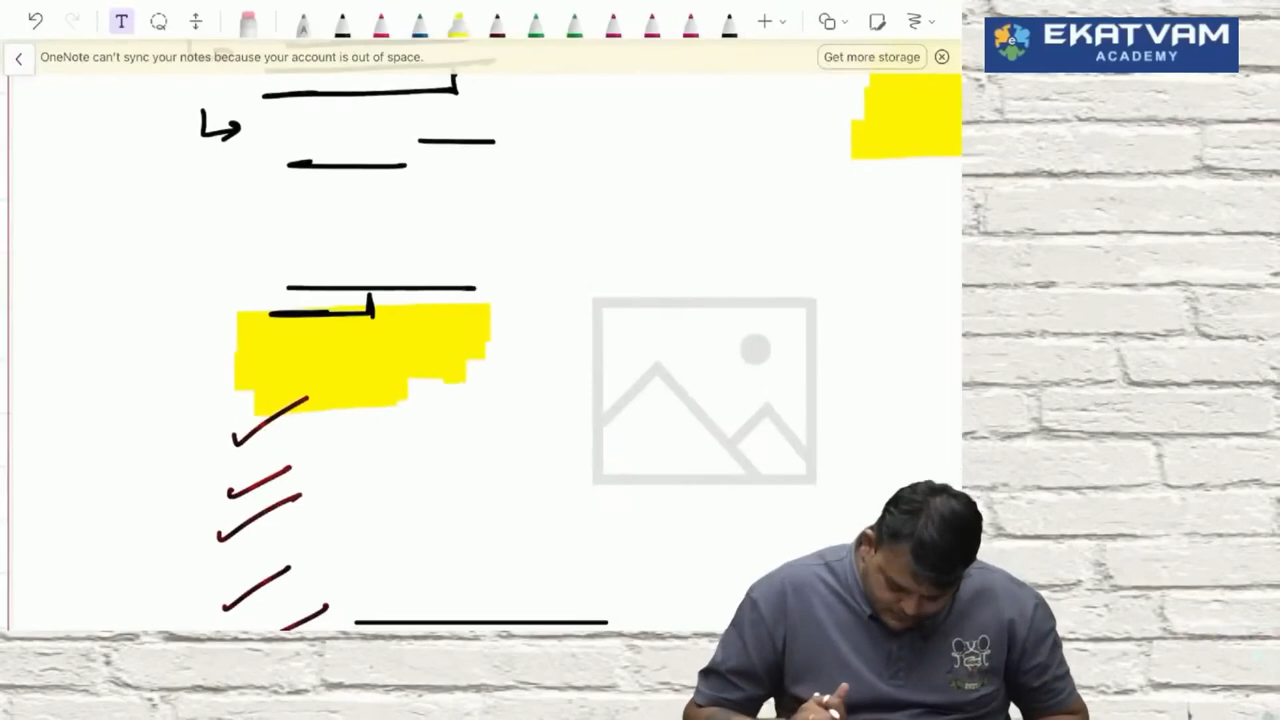 EKATVAM
ACADEMY
OneNote can't sync your notes because your account is out of space.
Get more storage
T
A